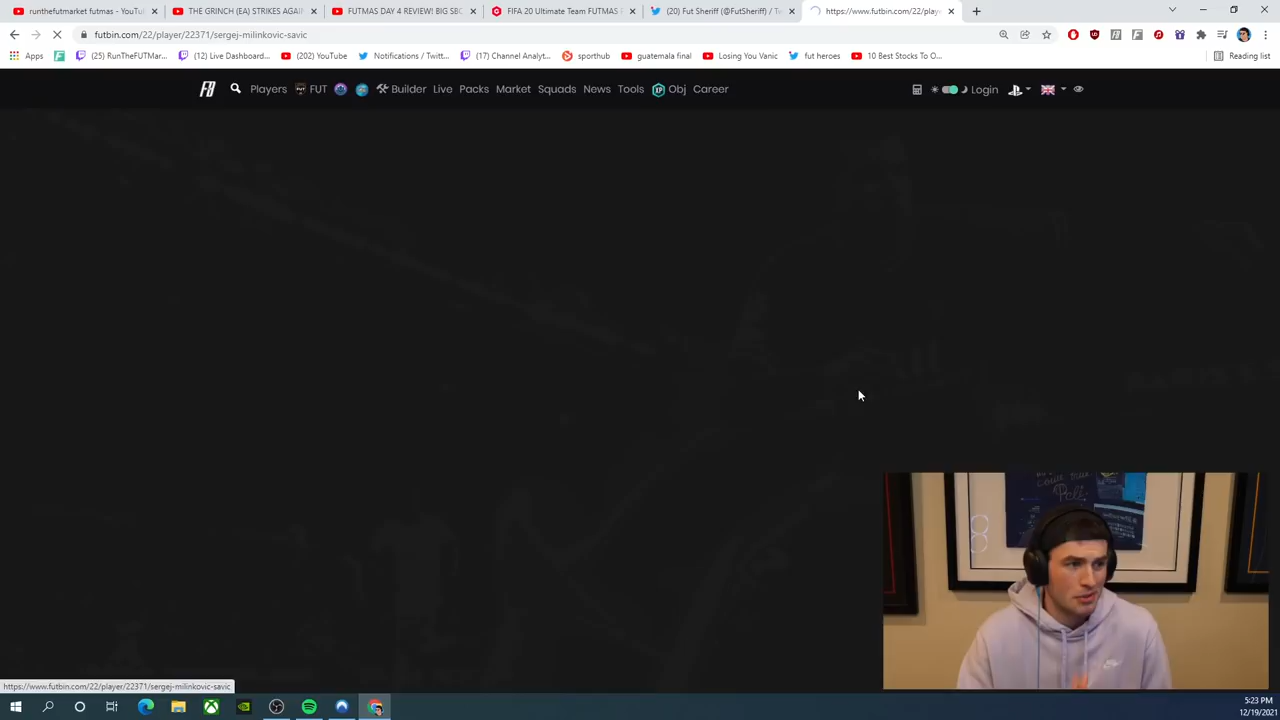 runthefutmarket futmas - YouTu
THE GRINCH (EA) STRIKES AGAI
FUTMAS DAY 4 REVIEW! BIG SBC
FIFA 20 Ultimate Team FUTMAS F
(20) Fut Sheriff (@FutSheriff) / Tw
https://www.futbin.com/22/playe
futbin.com/22/player/22371/sergej-milinkovic-savic
Apps
(25) RunTheFUTMar...
(12) Live Dashboard...
(202) YouTube
Notifications / Twitt...
(17) Channel Analyt...
sporthub
guatemala final
Losing You Vanic
fut heroes
10 Best Stocks To O...
Reading list
Players FUT Builder Live Packs Market Squads News Tools Obj Career
Login
https://www.futbin.com/22/player/22371/sergej-milinkovic-savic
5:23 PM
12/19/2021